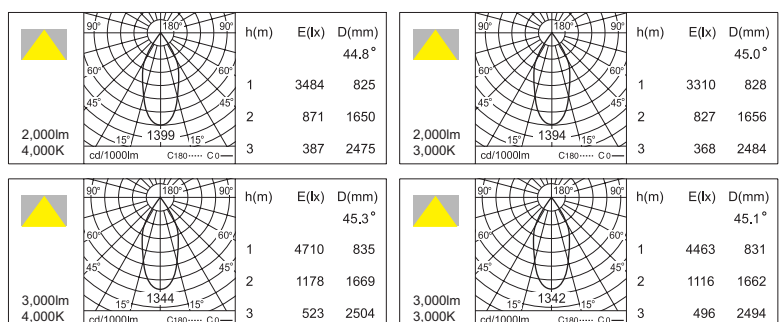 90° 180° 90° h(m) E(lx) D(mm)
44.8°
60° 60° 1 3484 825
45° 45° 2 871 1650
2,000lm 15° 1399 15°
4,000K cd/1000lm C180····· C0— 3 387 2475
90° 180° 90° h(m) E(lx) D(mm)
45.0°
60° 60° 1 3310 828
45° 45° 2 827 1656
2,000lm 15° 1394 15°
3,000K cd/1000lm C180····· C0— 3 368 2484
90° 180° 90° h(m) E(lx) D(mm)
45.3°
60° 60° 1 4710 835
45° 45° 2 1178 1669
3,000lm 15° 1344 15°
4,000K cd/1000lm C180····· C0— 3 523 2504
90° 180° 90° h(m) E(lx) D(mm)
45.1°
60° 60° 1 4463 831
45° 45° 2 1116 1662
3,000lm 15° 1342 15°
3,000K cd/1000lm C180····· C0— 3 496 2494